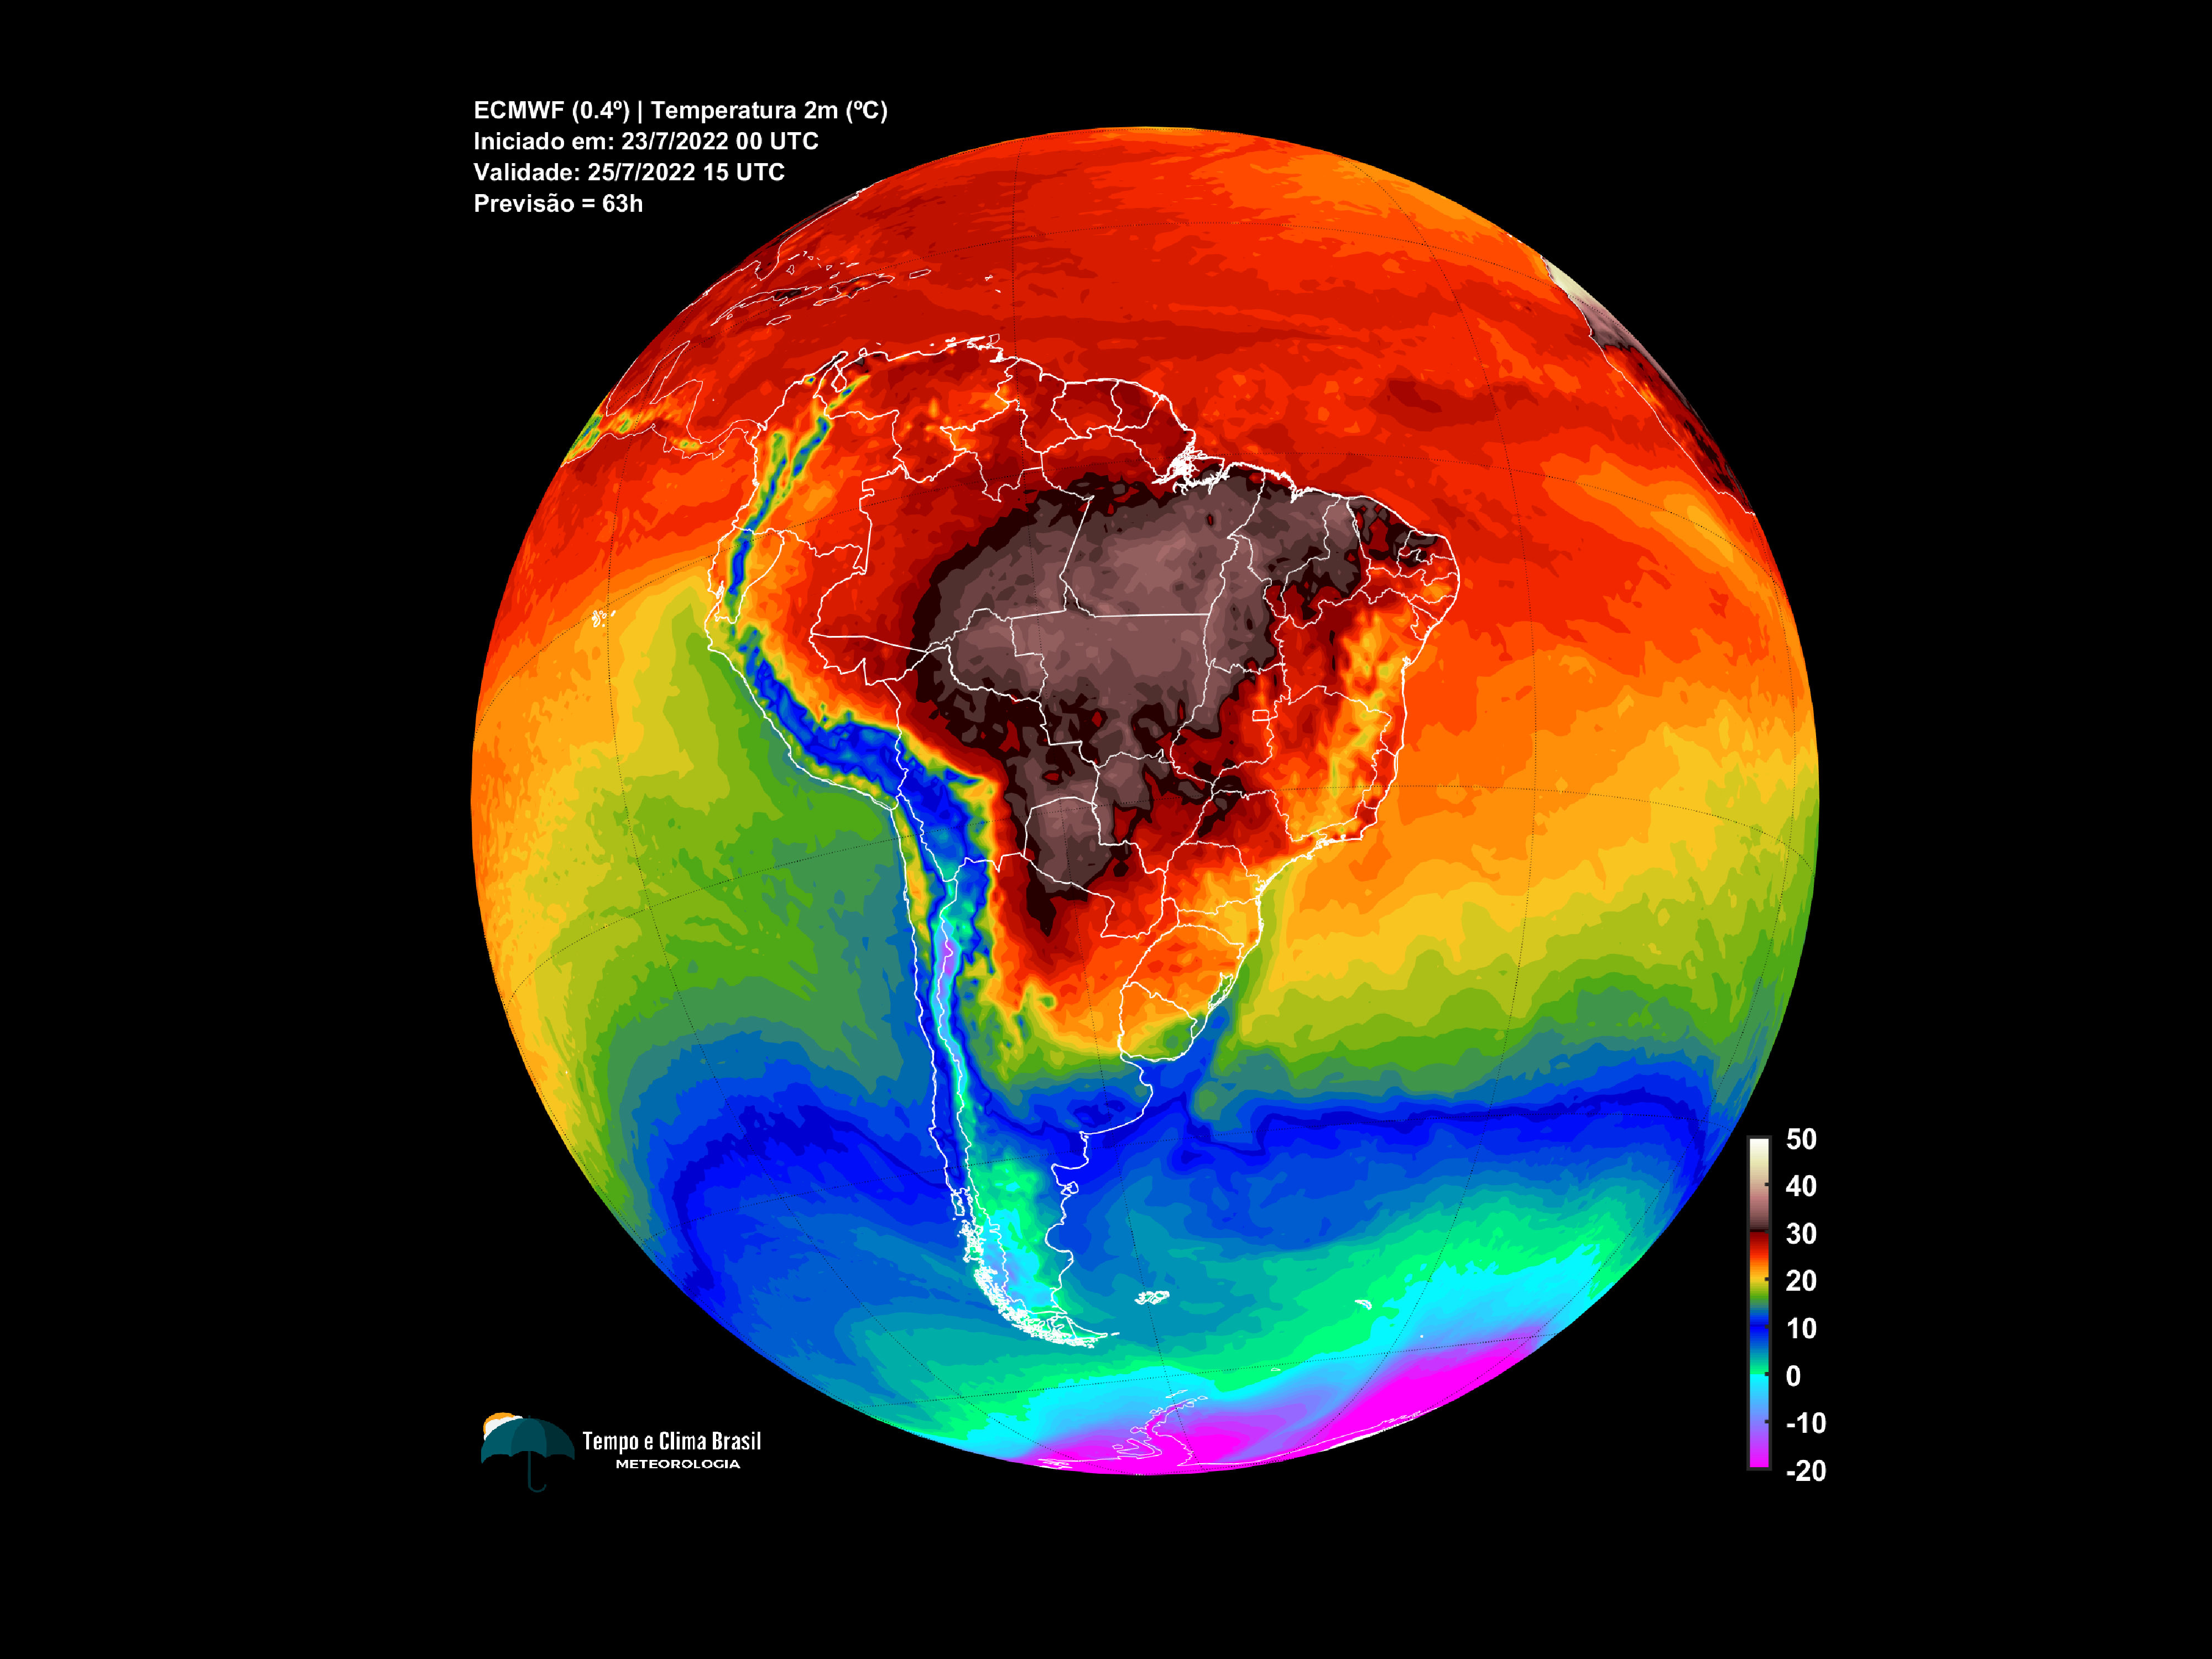 ECMWF (0.4º) | Temperatura 2m (ºC)
Iniciado em: 23/7/2022 00 UTC
Validade: 25/7/2022 15 UTC
Previsão = 63h
50
40
30
20
10
0
-10
-20
Tempo e Clima Brasil
METEOROLOGIA